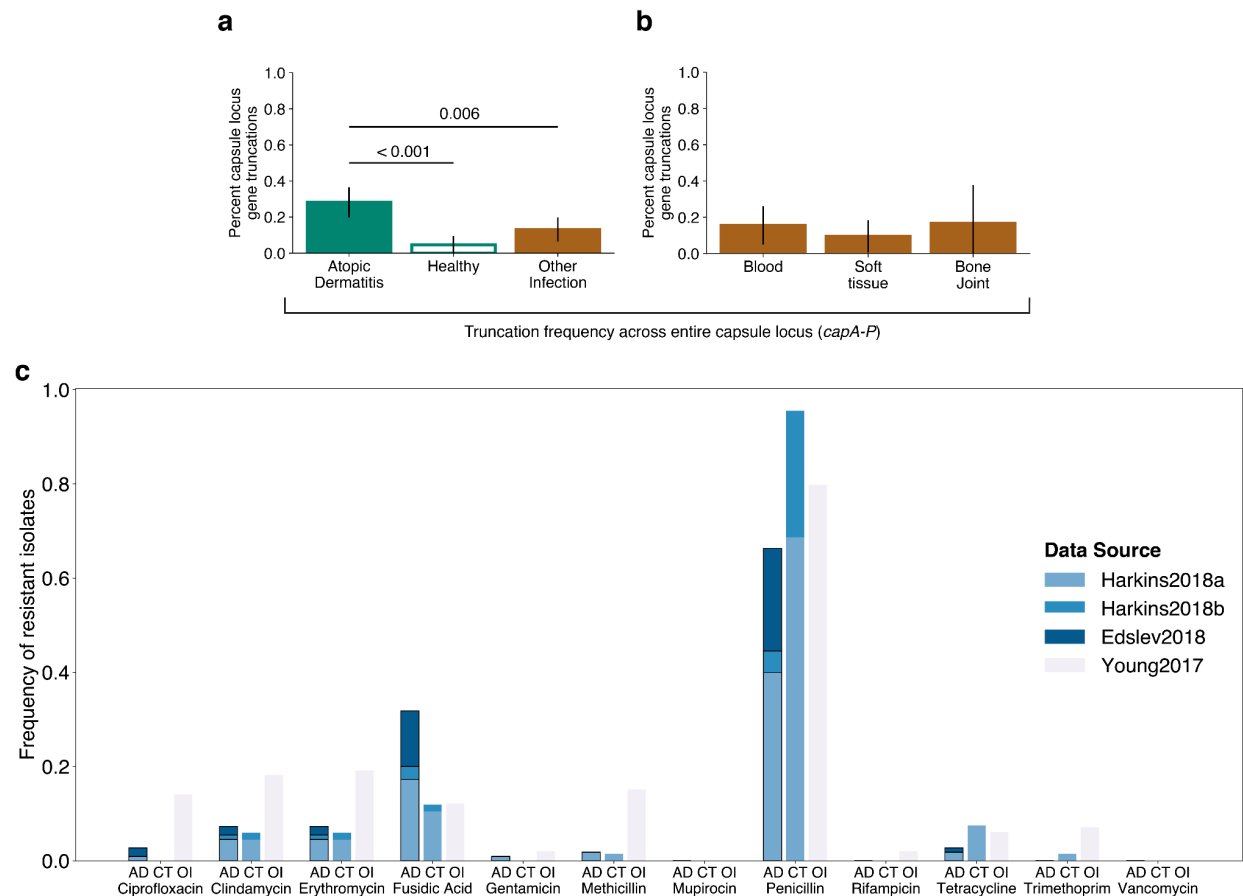 a
b
Percent capsule locus
gene truncations
1.0
0.8
0.6
0.4
0.2
0.0
0.006
< 0.001
Atopic
Dermatitis
Healthy
Other
Infection
Percent capsule locus
gene truncations
1.0
0.8
0.6
0.4
0.2
0.0
Blood
Soft
tissue
Bone
Joint
Truncation frequency across entire capsule locus (capA-P)
c
Frequency of resistant isolates
1.0
0.8
0.6
0.4
0.2
0.0
Data Source
Harkins2018a
Harkins2018b
Edslev2018
Young2017
AD CT OI AD CT OI AD CT OI AD CT OI AD CT OI AD CT OI AD CT OI AD CT OI AD CT OI AD CT OI AD CT OI AD CT OI
Ciprofloxacin Clindamycin Erythromycin Fusidic Acid Gentamicin Methicillin Mupirocin Penicillin Rifampicin Tetracycline Trimethoprim Vancomycin